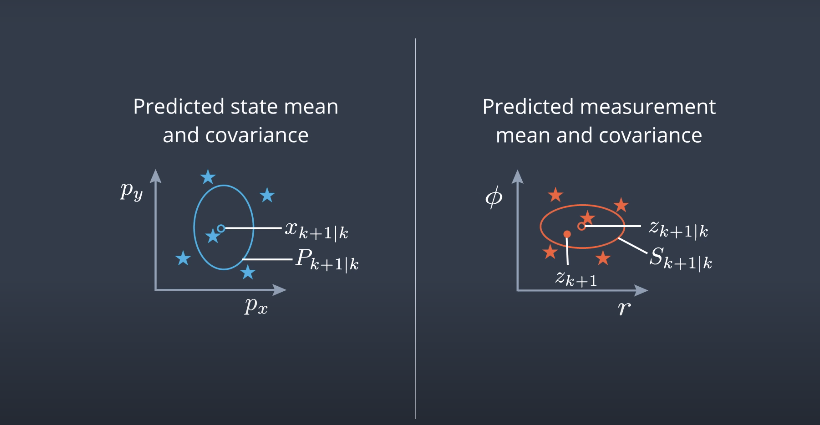 Predicted state mean
and covariance
p_y
x_{k+1|k}
P_{k+1|k}
p_x
Predicted measurement
mean and covariance
ϕ
z_{k+1|k}
S_{k+1|k}
z_{k+1}
r